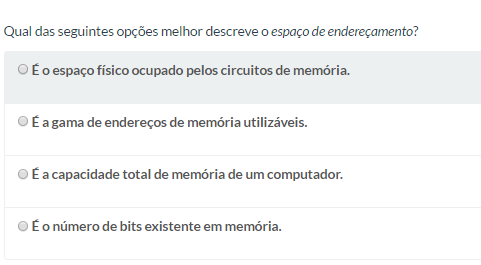 Qual das seguintes opções melhor descreve o espaço de endereçamento?
É o espaço físico ocupado pelos circuitos de memória.
É a gama de endereços de memória utilizáveis.
É a capacidade total de memória de um computador.
É o número de bits existente em memória.